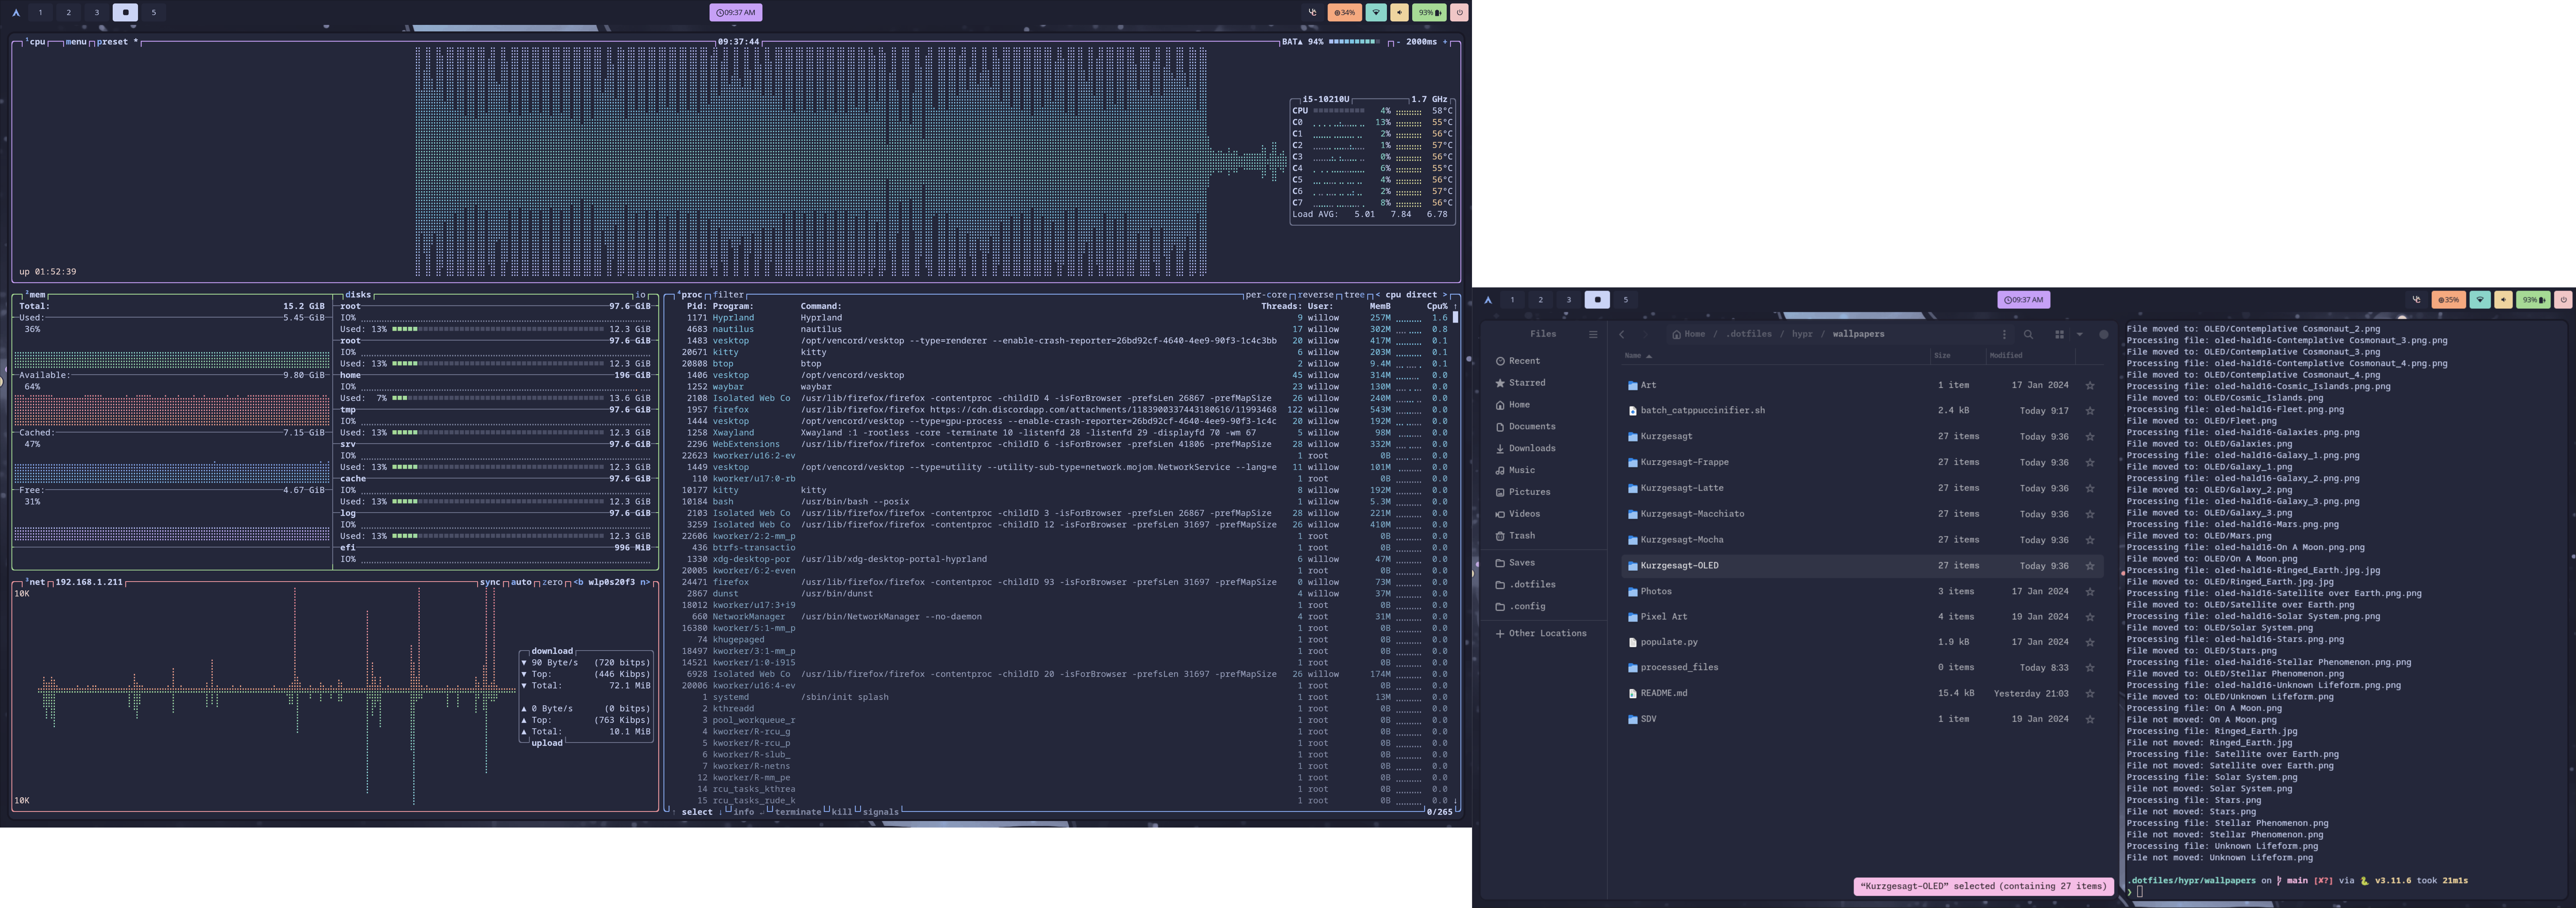 1 2 3 5 09:37 AM 34% 93%
1cpu menu preset * 09:37:44 BAT▲ 94% - 2000ms +
i5-10210U 1.7 GHz
CPU 4% 58°C
C0 13% 55°C
C1 2% 56°C
C2 1% 57°C
C3 0% 56°C
C4 6% 55°C
C5 4% 56°C
C6 2% 57°C
C7 8% 56°C
Load AVG: 5.01 7.84 6.78
up 01:52:39
2mem
Total: 15.2 GiB
Used: 5.45 GiB
36%
Available: 9.80 GiB
64%
Cached: 7.15 GiB
47%
Free: 4.67 GiB
31%
disks io
root 97.6 GiB
IO%
Used: 13% 12.3 GiB
root 97.6 GiB
IO%
Used: 13% 12.3 GiB
home 196 GiB
IO%
Used: 7% 13.6 GiB
tmp 97.6 GiB
IO%
Used: 13% 12.3 GiB
srv 97.6 GiB
IO%
Used: 13% 12.3 GiB
cache 97.6 GiB
IO%
Used: 13% 12.3 GiB
log 97.6 GiB
IO%
Used: 13% 12.3 GiB
efi 996 MiB
IO%
3net 192.168.1.211 sync auto zero <b wlp0s20f3 n>
10K
download
▼ 90 Byte/s (720 bitps)
▼ Top: (446 Kibps)
▼ Total: 72.1 MiB
▲ 0 Byte/s (0 bitps)
▲ Top: (763 Kibps)
▲ Total: 10.1 MiB
upload
10K
4proc filter per-core reverse tree < cpu direct >
Pid: Program: Command: Threads: User: MemB Cpu% ↑
1171 Hyprland Hyprland 9 willow 257M 1.6
4683 nautilus nautilus 17 willow 302M 0.8
1483 vesktop /opt/vencord/vesktop --type=renderer --enable-crash-reporter=26bd92cf-4640-4ee9-90f3-1c4c3bb 20 willow 417M 0.1
20671 kitty kitty 6 willow 203M 0.1
20808 btop btop 2 willow 9.4M 0.1
1406 vesktop /opt/vencord/vesktop 45 willow 314M 0.0
1252 waybar waybar 23 willow 130M 0.0
2108 Isolated Web Co /usr/lib/firefox/firefox -contentproc -childID 4 -isForBrowser -prefsLen 26867 -prefMapSize 26 willow 240M 0.0
1957 firefox /usr/lib/firefox/firefox https://cdn.discordapp.com/attachments/1183900337443180616/11993468 122 willow 543M 0.0
1444 vesktop /opt/vencord/vesktop --type=gpu-process --enable-crash-reporter=26bd92cf-4640-4ee9-90f3-1c4c 20 willow 192M 0.0
1258 Xwayland Xwayland :1 -rootless -core -terminate 10 -listenfd 28 -listenfd 29 -displayfd 70 -wm 67 5 willow 98M 0.0
2296 WebExtensions /usr/lib/firefox/firefox -contentproc -childID 6 -isForBrowser -prefsLen 41806 -prefMapSize 28 willow 332M 0.0
22623 kworker/u16:2-ev 1 root 0B 0.0
1449 vesktop /opt/vencord/vesktop --type=utility --utility-sub-type=network.mojom.NetworkService --lang=e 11 willow 101M 0.0
110 kworker/u17:0-rb 1 root 0B 0.0
10177 kitty kitty 8 willow 192M 0.0
10184 bash /usr/bin/bash --posix 1 willow 5.3M 0.0
2103 Isolated Web Co /usr/lib/firefox/firefox -contentproc -childID 3 -isForBrowser -prefsLen 26867 -prefMapSize 28 willow 221M 0.0
3259 Isolated Web Co /usr/lib/firefox/firefox -contentproc -childID 12 -isForBrowser -prefsLen 31697 -prefMapSize 26 willow 410M 0.0
22606 kworker/2:2-mm_p 1 root 0B 0.0
436 btrfs-transactio 1 root 0B 0.0
1330 xdg-desktop-por /usr/lib/xdg-desktop-portal-hyprland 6 willow 47M 0.0
20005 kworker/6:2-even 1 root 0B 0.0
24471 firefox /usr/lib/firefox/firefox -contentproc -childID 93 -isForBrowser -prefsLen 31697 -prefMapSize 0 willow 73M 0.0
2867 dunst /usr/bin/dunst 4 willow 37M 0.0
18012 kworker/u17:3+i9 1 root 0B 0.0
660 NetworkManager /usr/bin/NetworkManager --no-daemon 4 root 31M 0.0
16380 kworker/5:1-mm_p 1 root 0B 0.0
74 khugepaged 1 root 0B 0.0
18497 kworker/3:1-mm_p 1 root 0B 0.0
14521 kworker/1:0-i915 1 root 0B 0.0
6928 Isolated Web Co /usr/lib/firefox/firefox -contentproc -childID 20 -isForBrowser -prefsLen 31697 -prefMapSize 26 willow 174M 0.0
20006 kworker/u16:4-ev 1 root 0B 0.0
1 systemd /sbin/init splash 1 root 13M 0.0
2 kthreadd 1 root 0B 0.0
3 pool_workqueue_r 1 root 0B 0.0
4 kworker/R-rcu_g 1 root 0B 0.0
5 kworker/R-rcu_p 1 root 0B 0.0
6 kworker/R-slub_ 1 root 0B 0.0
7 kworker/R-netns 1 root 0B 0.0
12 kworker/R-mm_pe 1 root 0B 0.0
14 rcu_tasks_kthrea 1 root 0B 0.0
15 rcu_tasks_rude_k 1 root 0B 0.0 ↓
↑ select ↓ info ↵ terminate kill signals 0/265
1 2 3 5 09:37 AM 35% 93%
Files Home / .dotfiles / hypr / wallpapers
Recent
Starred
Home
Documents
Downloads
Music
Pictures
Videos
Trash
Saves
.dotfiles
.config
Other Locations
Name Size Modified
Art 1 item 17 Jan 2024
batch_catppuccinifier.sh 2.4 kB Today 9:17
Kurzgesagt 27 items Today 9:36
Kurzgesagt-Frappe 27 items Today 9:36
Kurzgesagt-Latte 27 items Today 9:36
Kurzgesagt-Macchiato 27 items Today 9:36
Kurzgesagt-Mocha 27 items Today 9:36
Kurzgesagt-OLED 27 items Today 9:36
Photos 3 items 17 Jan 2024
Pixel Art 4 items 19 Jan 2024
populate.py 1.9 kB 17 Jan 2024
processed_files 0 items Today 8:33
README.md 15.4 kB Yesterday 21:03
SDV 1 item 19 Jan 2024
“Kurzgesagt-OLED” selected (containing 27 items)
File moved to: OLED/Contemplative Cosmonaut_2.png
Processing file: oled-hald16-Contemplative Cosmonaut_3.png.png
File moved to: OLED/Contemplative Cosmonaut_3.png
Processing file: oled-hald16-Contemplative Cosmonaut_4.png.png
File moved to: OLED/Contemplative Cosmonaut_4.png
Processing file: oled-hald16-Cosmic_Islands.png.png
File moved to: OLED/Cosmic_Islands.png
Processing file: oled-hald16-Fleet.png.png
File moved to: OLED/Fleet.png
Processing file: oled-hald16-Galaxies.png.png
File moved to: OLED/Galaxies.png
Processing file: oled-hald16-Galaxy_1.png.png
File moved to: OLED/Galaxy_1.png
Processing file: oled-hald16-Galaxy_2.png.png
File moved to: OLED/Galaxy_2.png
Processing file: oled-hald16-Galaxy_3.png.png
File moved to: OLED/Galaxy_3.png
Processing file: oled-hald16-Mars.png.png
File moved to: OLED/Mars.png
Processing file: oled-hald16-On A Moon.png.png
File moved to: OLED/On A Moon.png
Processing file: oled-hald16-Ringed_Earth.jpg.jpg
File moved to: OLED/Ringed_Earth.jpg.jpg
Processing file: oled-hald16-Satellite over Earth.png.png
File moved to: OLED/Satellite over Earth.png
Processing file: oled-hald16-Solar System.png.png
File moved to: OLED/Solar System.png
Processing file: oled-hald16-Stars.png.png
File moved to: OLED/Stars.png
Processing file: oled-hald16-Stellar Phenomenon.png.png
File moved to: OLED/Stellar Phenomenon.png
Processing file: oled-hald16-Unknown Lifeform.png.png
File moved to: OLED/Unknown Lifeform.png
Processing file: On A Moon.png
File not moved: On A Moon.png
Processing file: Ringed_Earth.jpg
File not moved: Ringed_Earth.jpg
Processing file: Satellite over Earth.png
File not moved: Satellite over Earth.png
Processing file: Solar System.png
File not moved: Solar System.png
Processing file: Stars.png
File not moved: Stars.png
Processing file: Stellar Phenomenon.png
File not moved: Stellar Phenomenon.png
Processing file: Unknown Lifeform.png
File not moved: Unknown Lifeform.png
.dotfiles/hypr/wallpapers on main [✘?] via v3.11.6 took 21m1s
❯